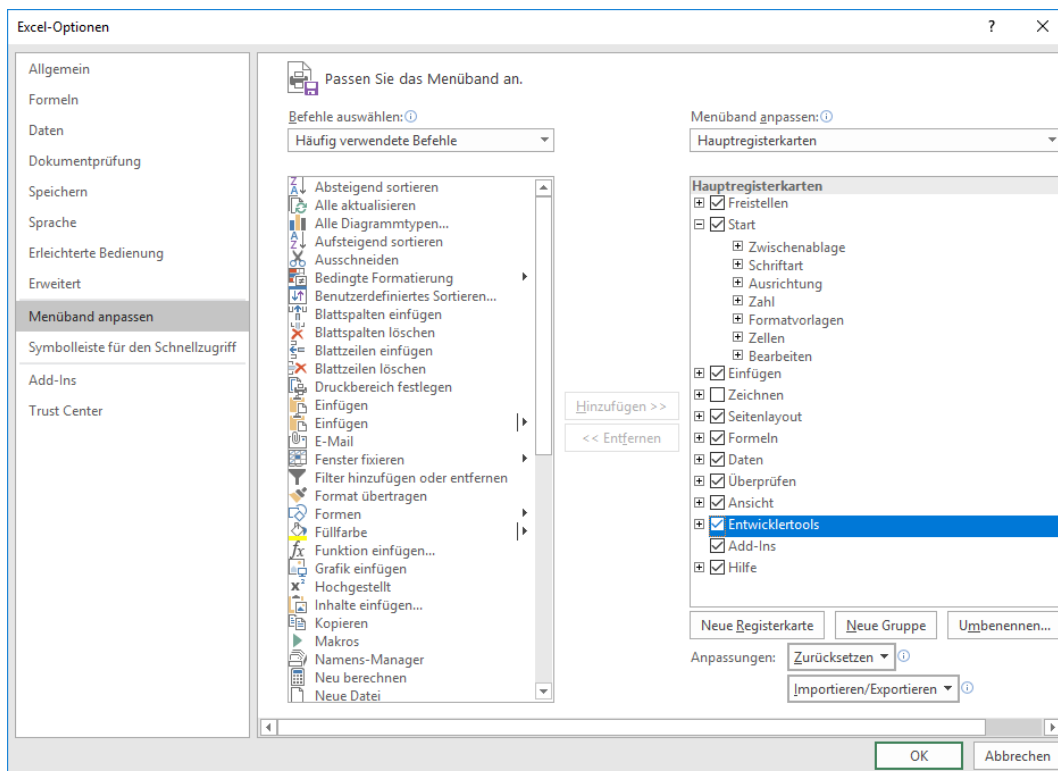 Excel-Optionen
?
Allgemein
Formeln
Daten
Dokumentprüfung
Speichern
Sprache
Erleichterte Bedienung
Erweitert
Menüband anpassen
Symbolleiste für den Schnellzugriff
Add-Ins
Trust Center
Passen Sie das Menüband an.
Befehle auswählen:
Häufig verwendete Befehle
Absteigend sortieren
Alle aktualisieren
Alle Diagrammtypen...
Aufsteigend sortieren
Ausschneiden
Bedingte Formatierung
Benutzerdefiniertes Sortieren...
Blattspalten einfügen
Blattspalten löschen
Blattzeilen einfügen
Blattzeilen löschen
Druckbereich festlegen
Einfügen
Einfügen
E-Mail
Fenster fixieren
Filter hinzufügen oder entfernen
Format übertragen
Formen
Füllfarbe
Funktion einfügen...
Grafik einfügen
Hochgestellt
Inhalte einfügen...
Kopieren
Makros
Namens-Manager
Neu berechnen
Neue Datei
Hinzufügen >>
<< Entfernen
Menüband anpassen:
Hauptregisterkarten
Hauptregisterkarten
Freistellen
Start
Zwischenablage
Schriftart
Ausrichtung
Zahl
Formatvorlagen
Zellen
Bearbeiten
Einfügen
Zeichnen
Seitenlayout
Formeln
Daten
Überprüfen
Ansicht
Entwicklertools
Add-Ins
Hilfe
Neue Registerkarte
Neue Gruppe
Umbenennen...
Anpassungen:
Zurücksetzen
Importieren/Exportieren
OK
Abbrechen